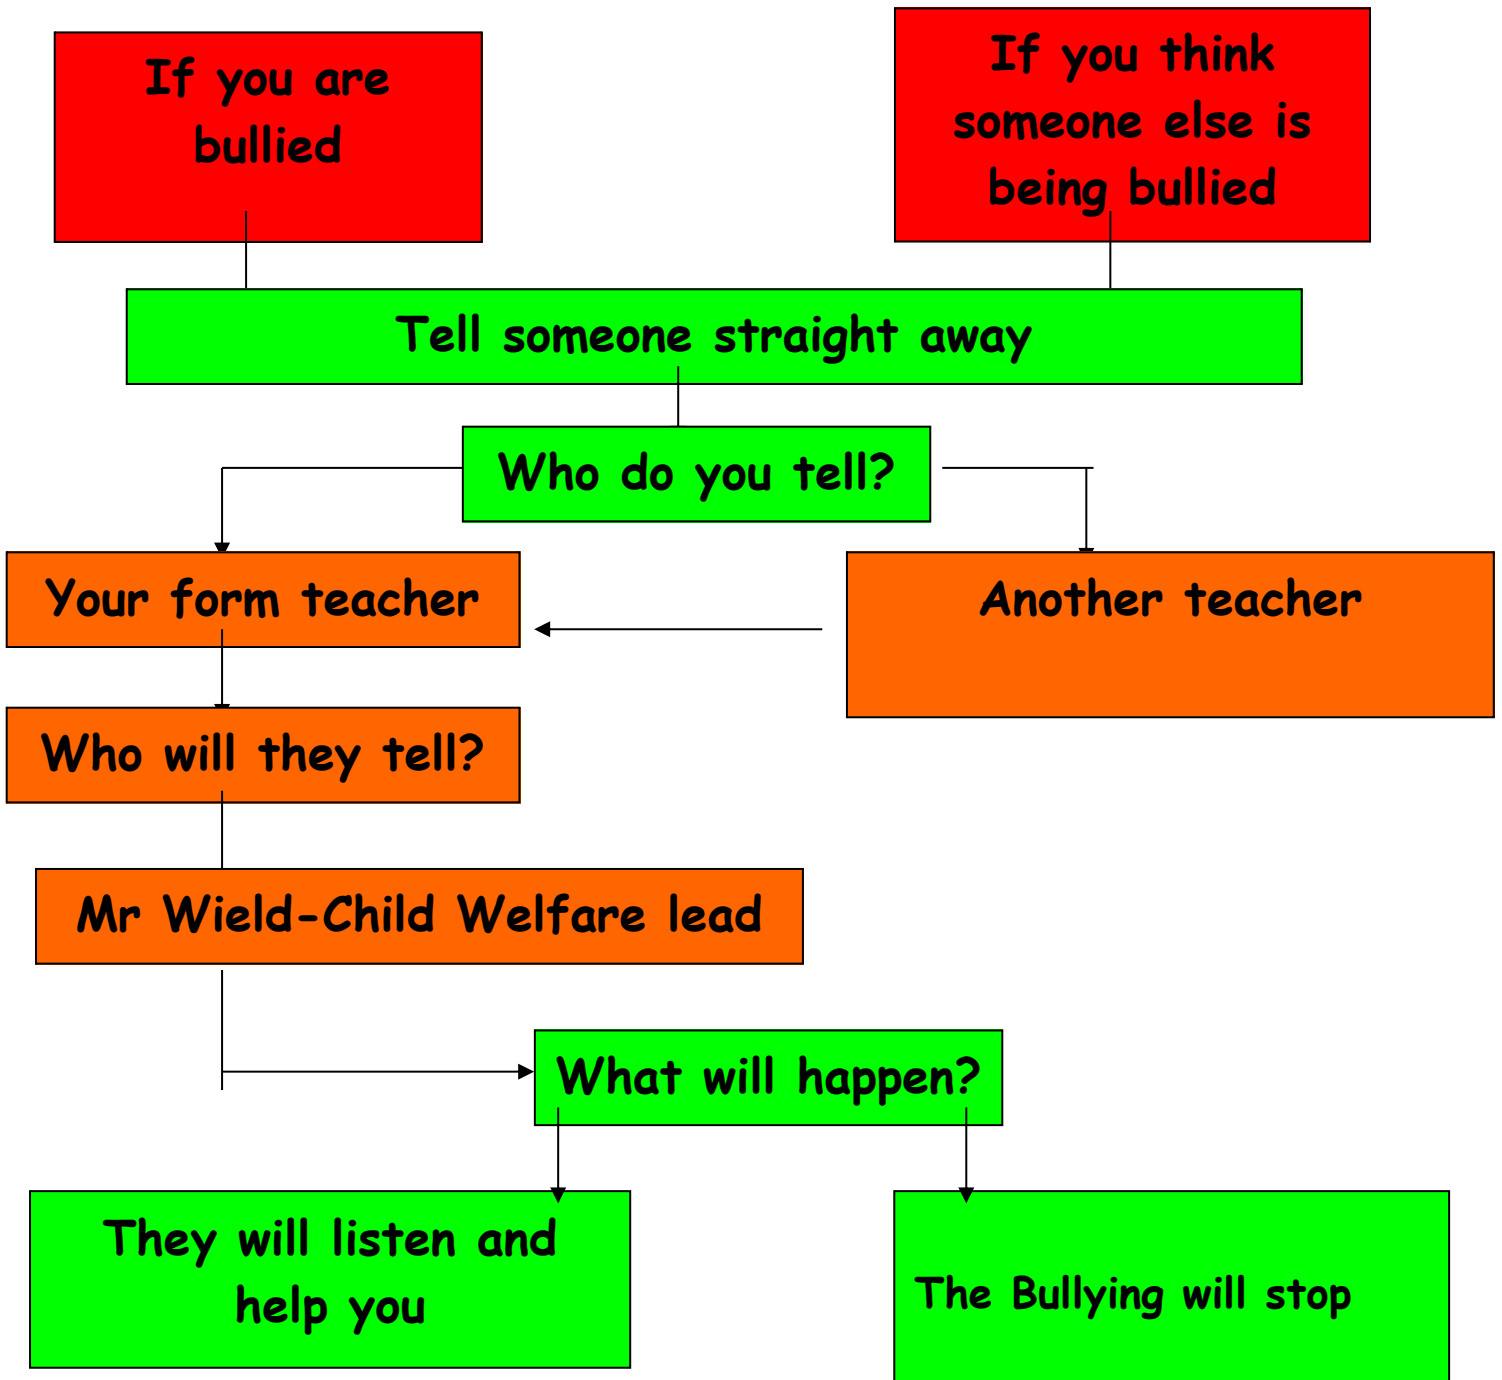 If you are
bullied
If you think
someone else is
being bullied
Tell someone straight away
Who do you tell?
Your form teacher
Another teacher
Who will they tell?
Mr Wield-Child Welfare lead
What will happen?
They will listen and
help you
The Bullying will stop